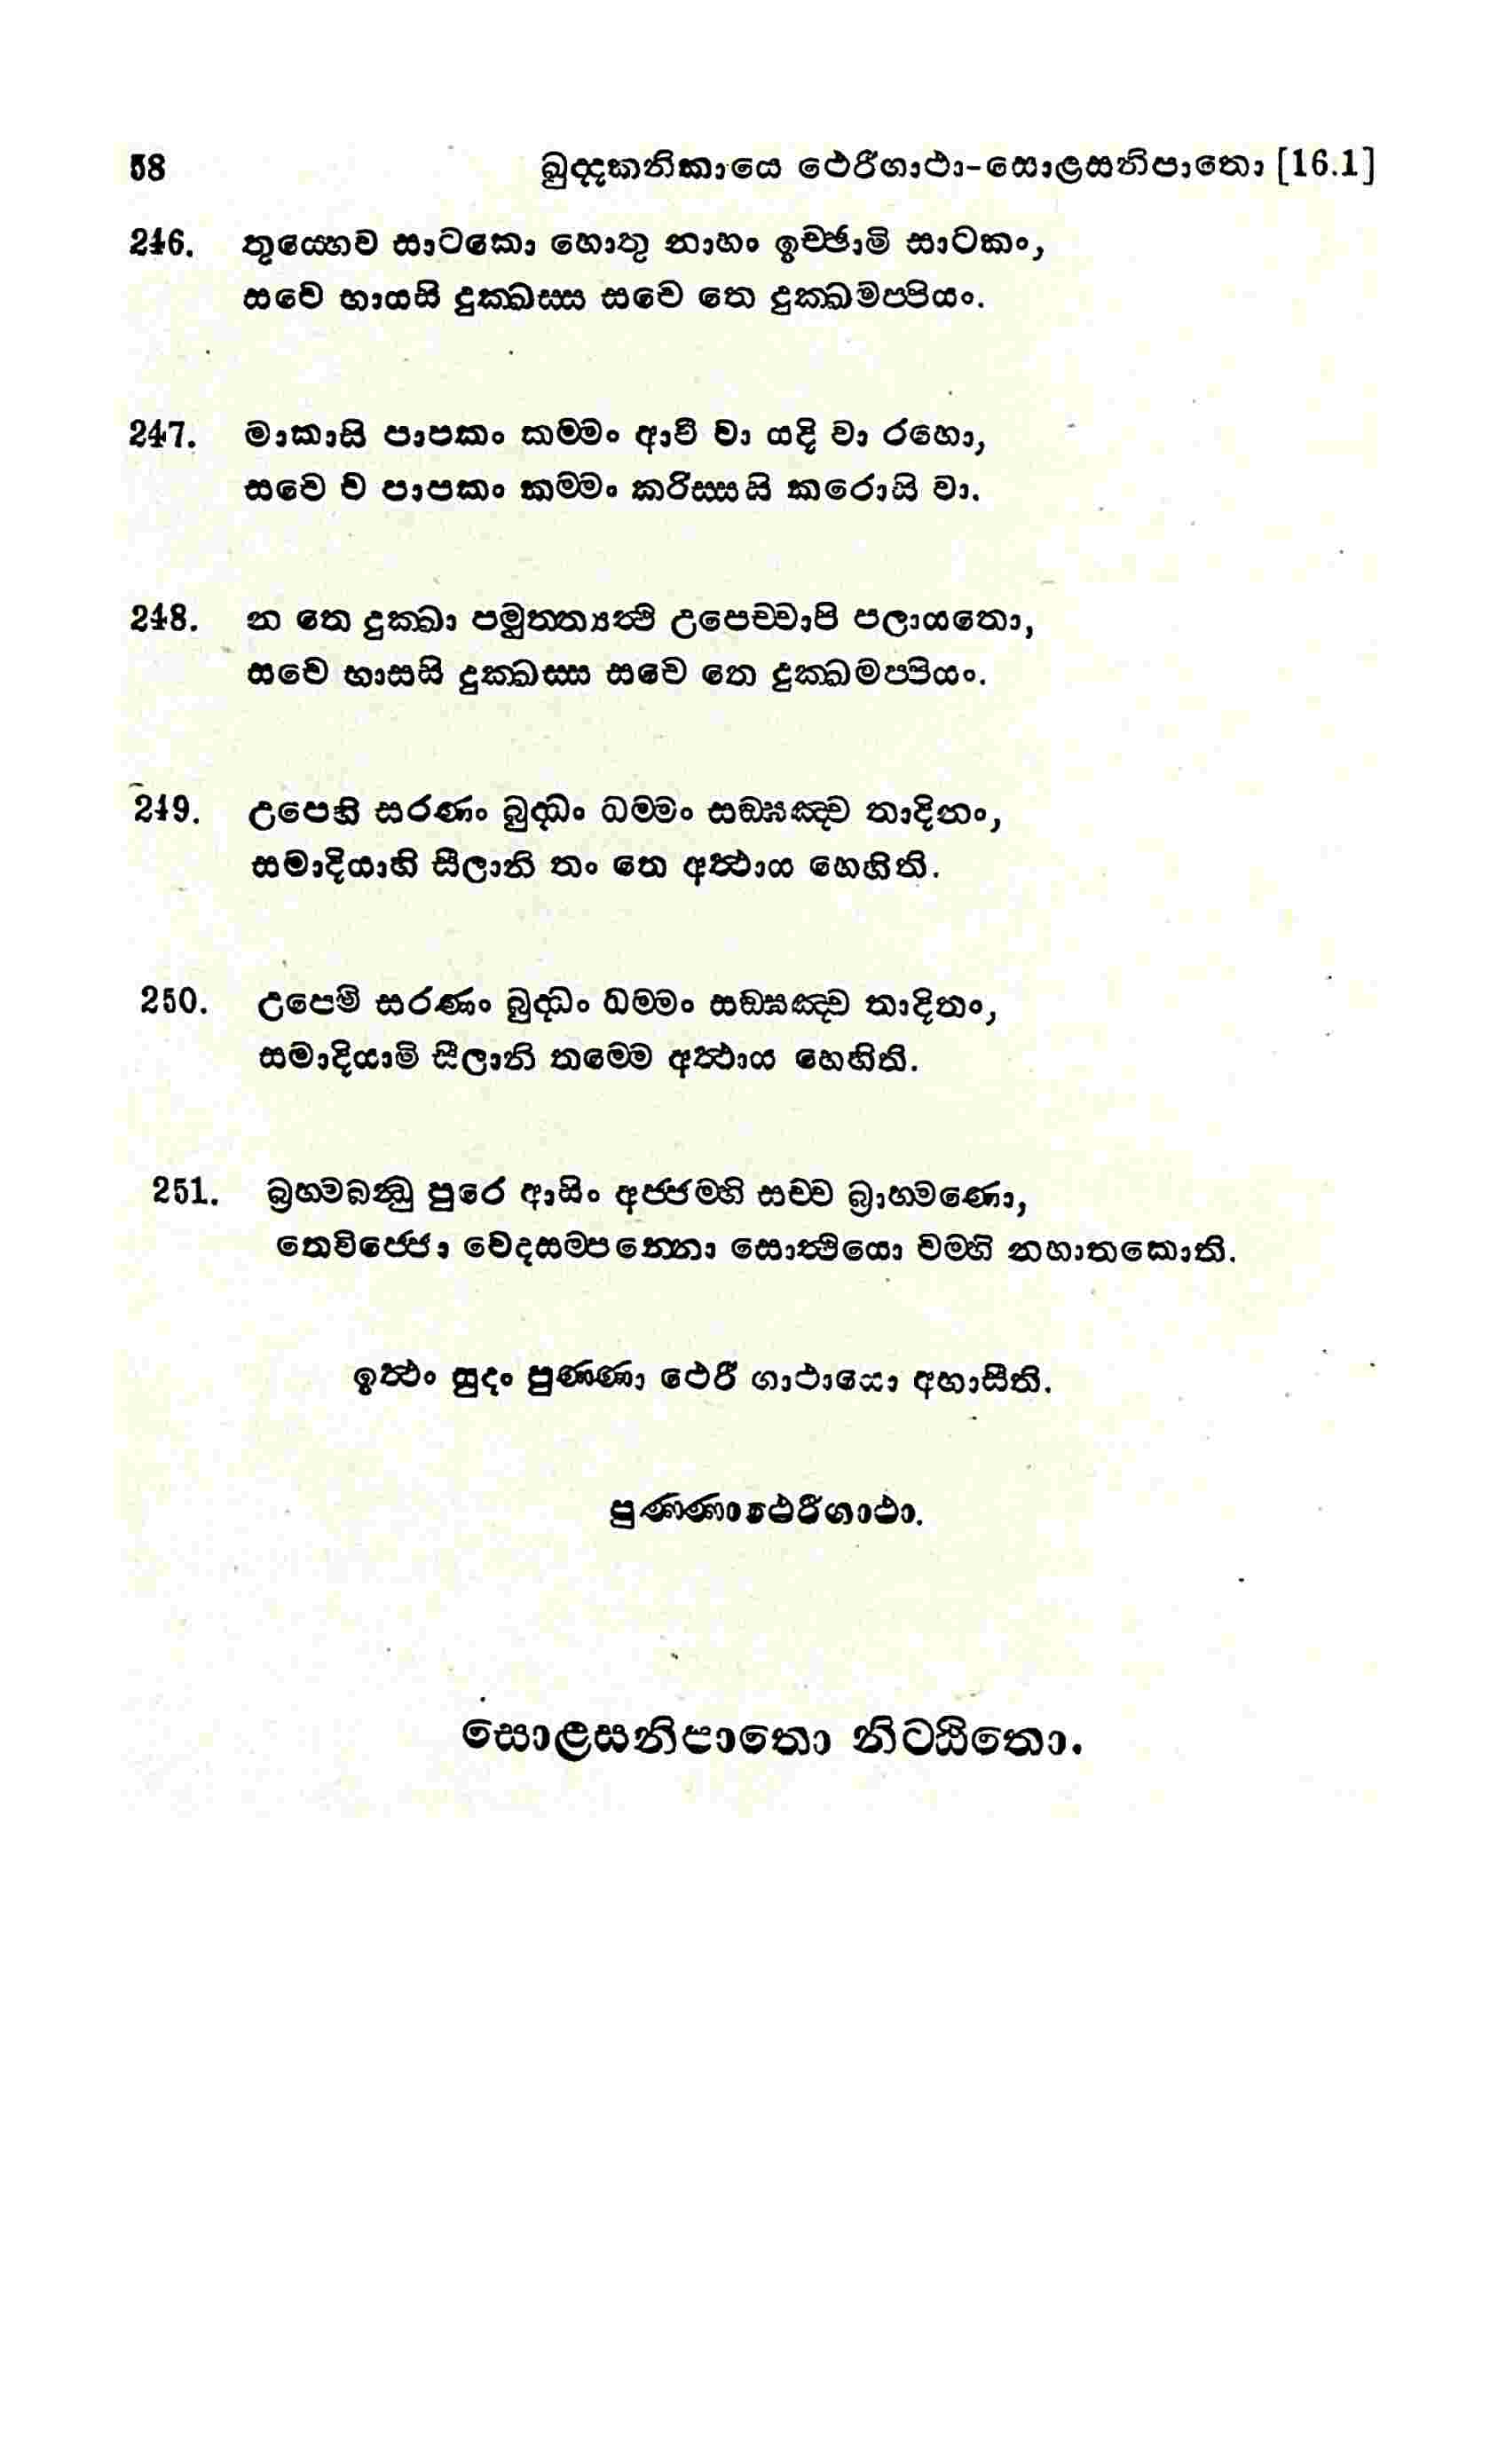 58 ඛුද්දකනිකායෙ ථෙරීගාථා-සොළසනිපාතො [16.1]
246. තුය්හෙව සාටකො හොතු නාහං ඉච්ඡාමි සාටකං,
සචෙ භායසි දුක්ඛස්ස සචෙ තෙ දුක්ඛමප්පියං.
247. මාකාසි පාපකං කම්මං ආවී වා යදි වා රහො,
සචෙ ච පාපකං කම්මං කරිස්සසි කරොසි වා.
248. න තෙ දුක්ඛා පමුත්ත්‍යත්ථි උපෙච්චාපි පලායතො,
සචෙ භාසසි දුක්ඛස්ස සචෙ තෙ දුක්ඛමප්පියං.
249. උපෙහි සරණං බුද්ධං ධම්මං සඞ්ඝඤ්ච තාදිනං,
සමාදියාහි සීලානි තං තෙ අත්ථාය හෙහිති.
250. උපෙමි සරණං බුද්ධං ධම්මං සඞ්ඝඤ්ච තාදිනං,
සමාදියාමි සීලානි තම්මෙ අත්ථාය හෙහිති.
251. බ්‍රහ්මබන්ධු පුරෙ ආසිං අජ්ජම්හි සච්ච බ්‍රාහ්මණො,
තෙවිජ්ජො වෙදසම්පන්නො සොත්ථියො චම්හි නහාතකොති.
ඉත්ථං සුදං පුණ්ණා ථෙරී ගාථායො අභාසීති.
පුණ්ණාථෙරීගාථා.
සොළසනිපාතො නිට්ඨිතො.